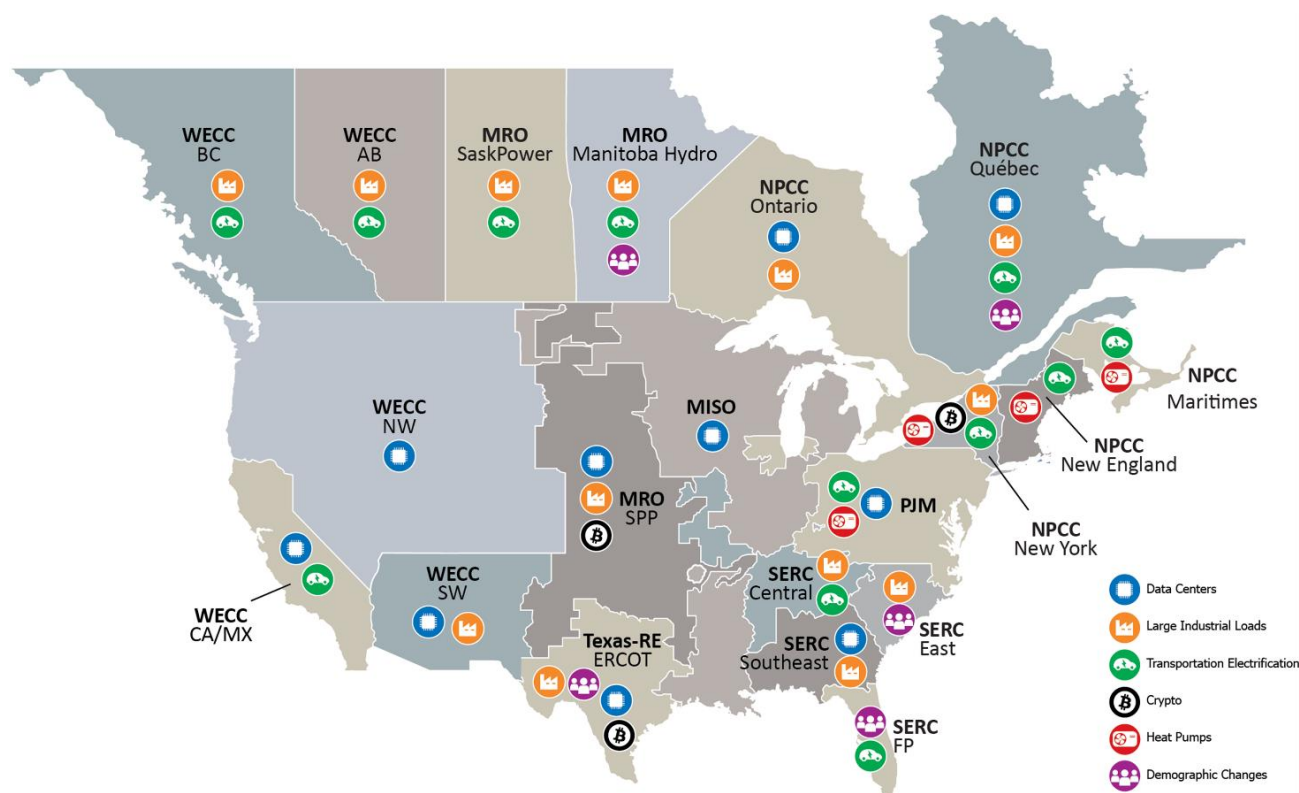 WECC
BC
WECC
AB
MRO
SaskPower
MRO
Manitoba Hydro
NPCC
Ontario
NPCC
Québec
NPCC
Maritimes
NPCC
New England
NPCC
New York
WECC
NW
MISO
MRO
SPP
PJM
WECC
CA/MX
WECC
SW
SERC
Central
SERC
East
Texas-RE
ERCOT
SERC
Southeast
SERC
FP
Data Centers
Large Industrial Loads
Transportation Electrification
Crypto
Heat Pumps
Demographic Changes